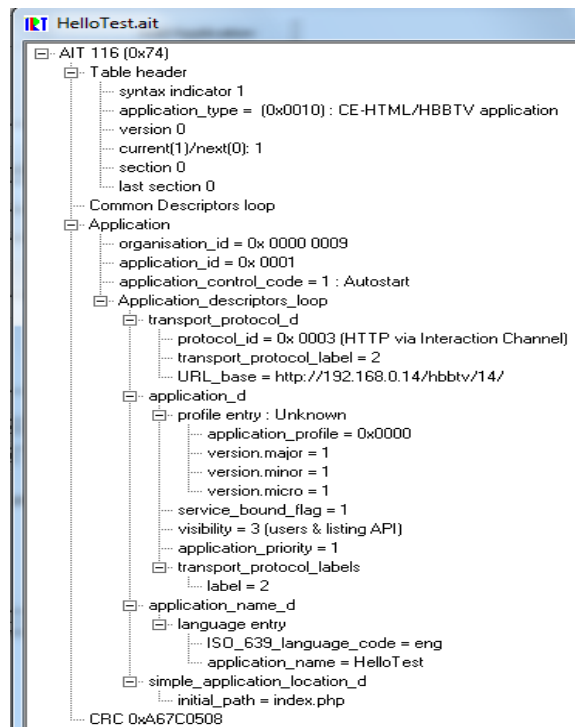 IRT HelloTest.ait
AIT 116 (0x74)
Table header
syntax indicator 1
application_type = (0x0010) : CE-HTML/HBBTV application
version 0
current(1)/next(0): 1
section 0
last section 0
Common Descriptors loop
Application
organisation_id = 0x 0000 0009
application_id = 0x 0001
application_control_code = 1 : Autostart
Application_descriptors_loop
transport_protocol_d
protocol_id = 0x 0003 (HTTP via Interaction Channel)
transport_protocol_label = 2
URL_base = http://192.168.0.14/hbbtv/14/
application_d
profile entry : Unknown
application_profile = 0x0000
version.major = 1
version.minor = 1
version.micro = 1
service_bound_flag = 1
visibility = 3 (users & listing API)
application_priority = 1
transport_protocol_labels
label = 2
application_name_d
language entry
ISO_639_language_code = eng
application_name = HelloTest
simple_application_location_d
initial_path = index.php
CRC 0xA67C0508